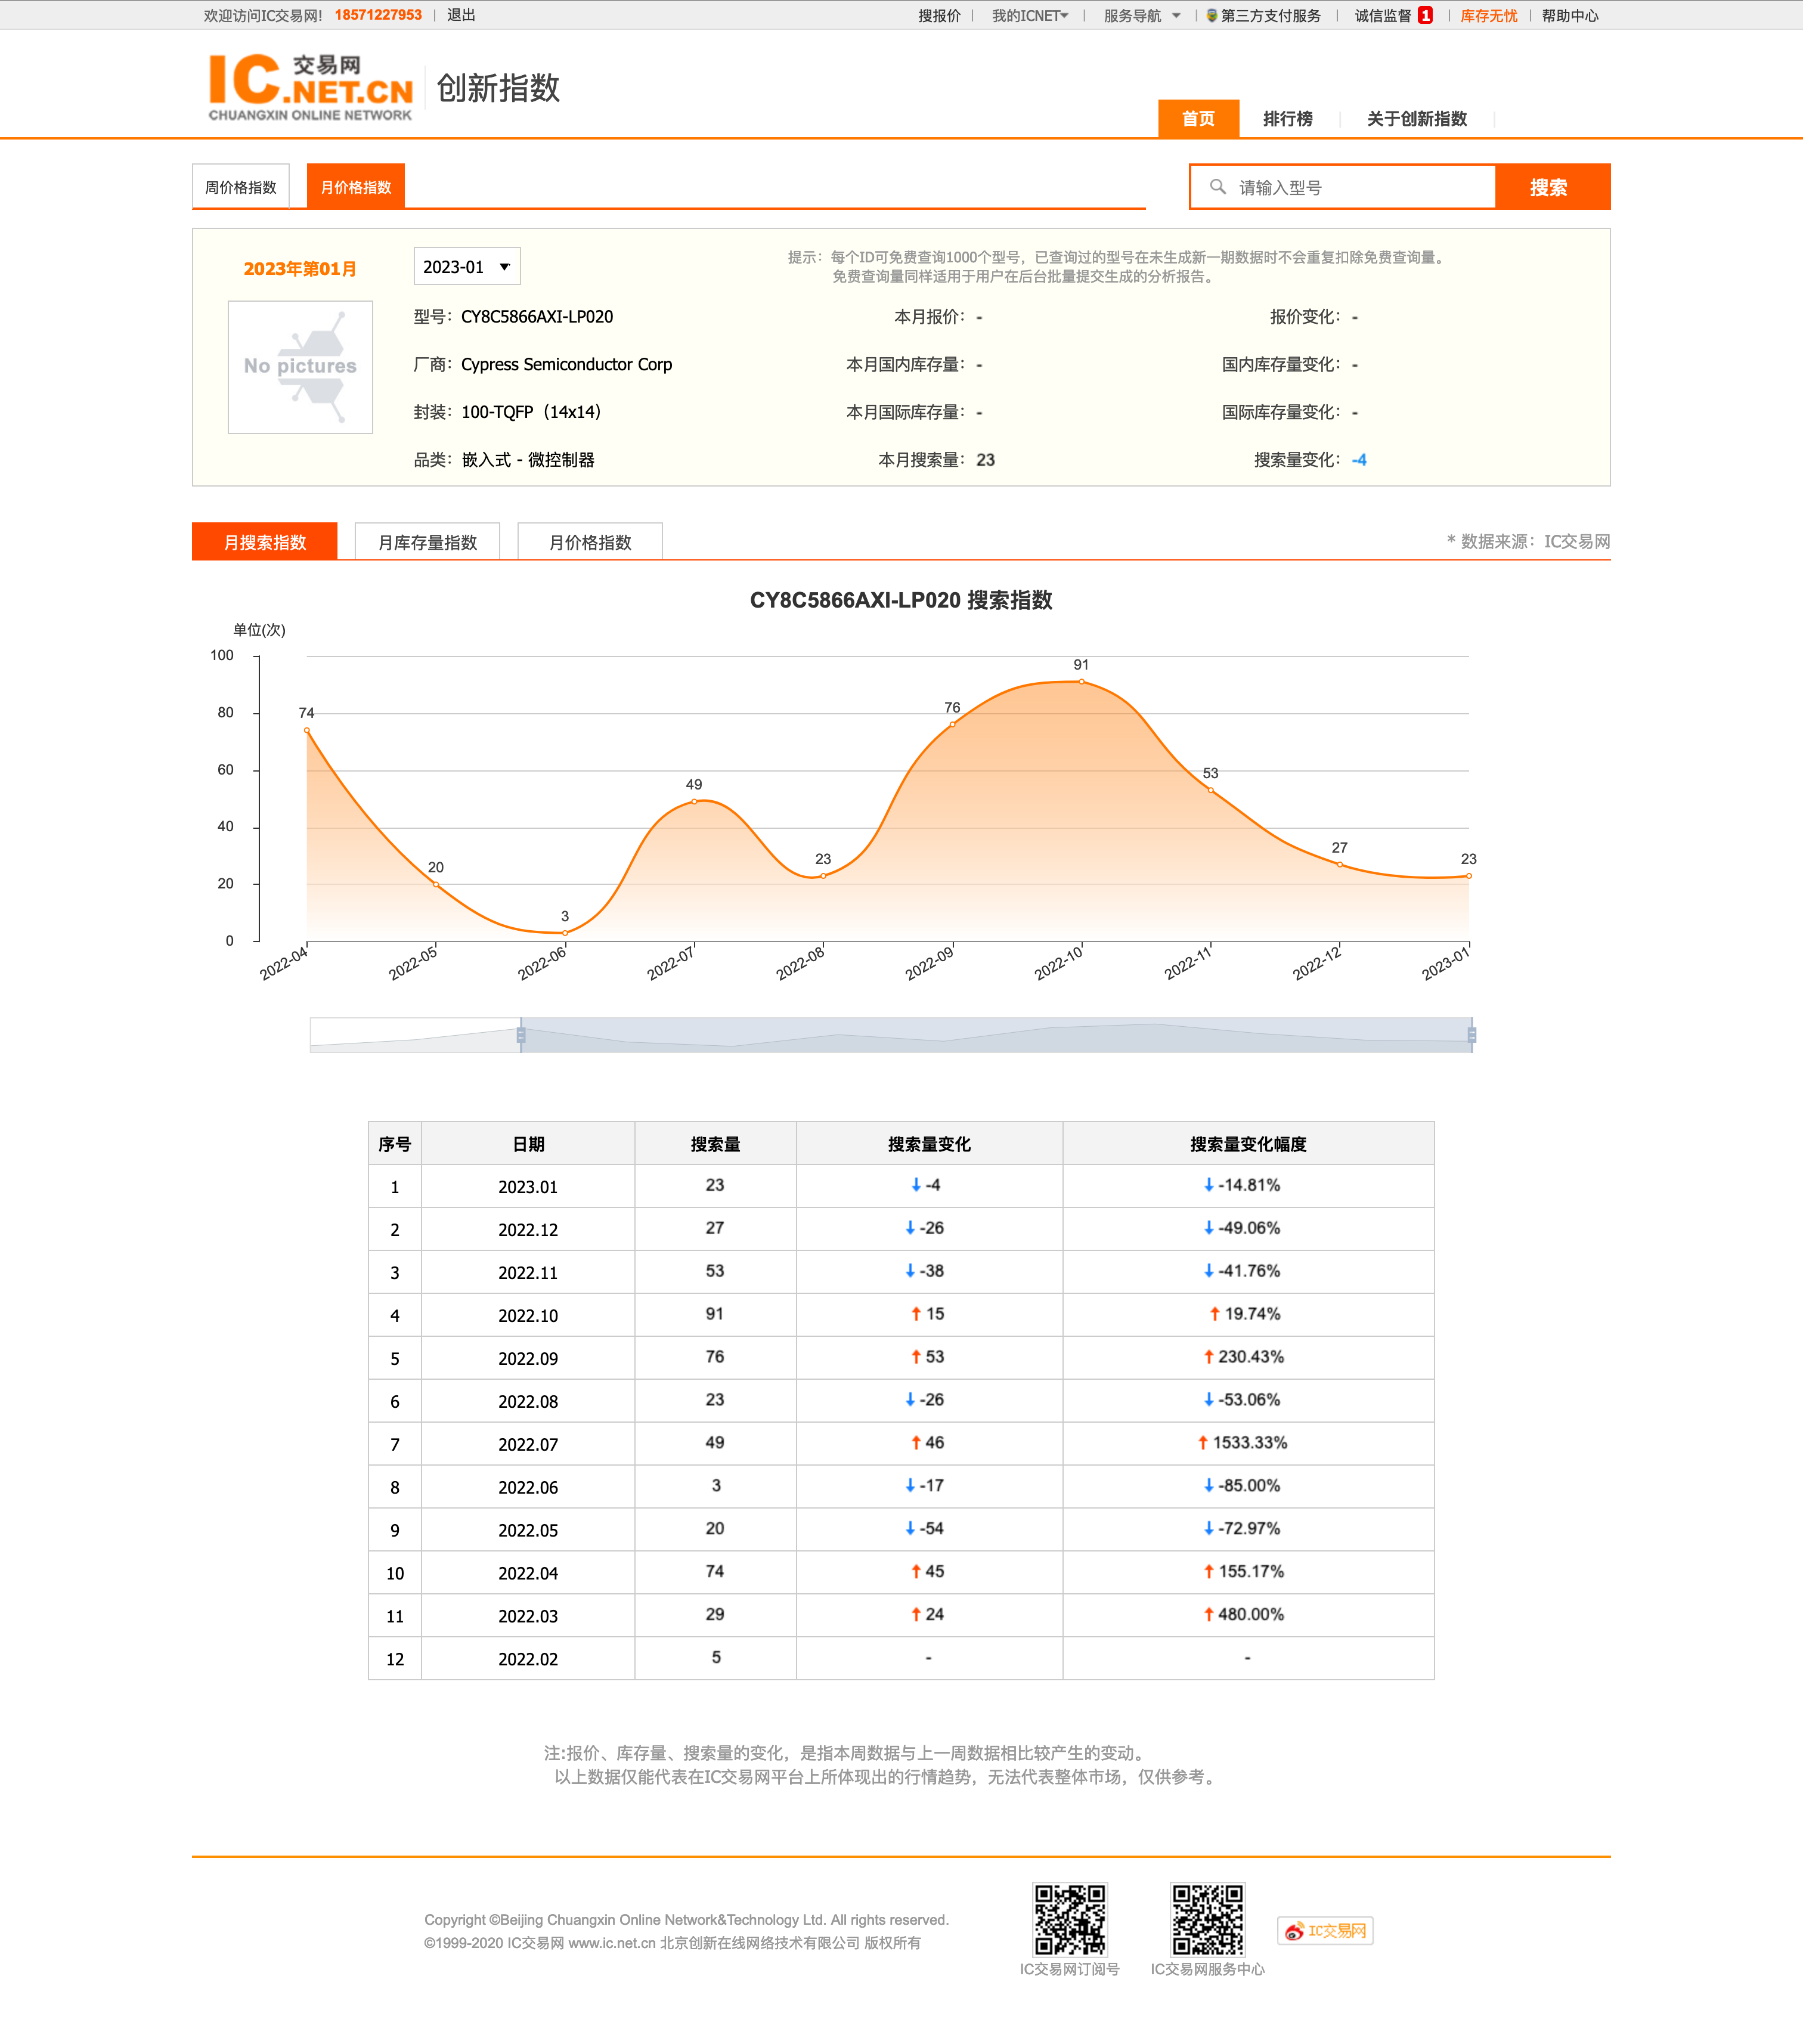 欢迎访问IC交易网! 18571227953 | 退出 搜报价 | 我的ICNET | 服务导航 | 第三方支付服务 | 诚信监督 1 | 库存无忧 | 帮助中心
IC交易网.NET.CN
CHUANGXIN ONLINE NETWORK
创新指数
首页 排行榜 关于创新指数
周价格指数 月价格指数 请输入型号 搜索
2023年第01月 2023-01
提示：每个ID可免费查询1000个型号，已查询过的型号在未生成新一期数据时不会重复扣除免费查询量。
免费查询量同样适用于用户在后台批量提交生成的分析报告。
No pictures
型号：CY8C5866AXI-LP020 本月报价：- 报价变化：-
厂商：Cypress Semiconductor Corp 本月国内库存量：- 国内库存量变化：-
封装：100-TQFP（14x14） 本月国际库存量：- 国际库存量变化：-
品类：嵌入式 - 微控制器 本月搜索量：23 搜索量变化：-4
月搜索指数 月库存量指数 月价格指数 * 数据来源：IC交易网
CY8C5866AXI-LP020 搜索指数
单位(次)
100
80
60
40
20
0
74 20 3 49 23 76 91 53 27 23
2022-04 2022-05 2022-06 2022-07 2022-08 2022-09 2022-10 2022-11 2022-12 2023-01
序号 日期 搜索量 搜索量变化 搜索量变化幅度
1 2023.01 23 ↓ -4 ↓ -14.81%
2 2022.12 27 ↓ -26 ↓ -49.06%
3 2022.11 53 ↓ -38 ↓ -41.76%
4 2022.10 91 ↑ 15 ↑ 19.74%
5 2022.09 76 ↑ 53 ↑ 230.43%
6 2022.08 23 ↓ -26 ↓ -53.06%
7 2022.07 49 ↑ 46 ↑ 1533.33%
8 2022.06 3 ↓ -17 ↓ -85.00%
9 2022.05 20 ↓ -54 ↓ -72.97%
10 2022.04 74 ↑ 45 ↑ 155.17%
11 2022.03 29 ↑ 24 ↑ 480.00%
12 2022.02 5 - -
注:报价、库存量、搜索量的变化，是指本周数据与上一周数据相比较产生的变动。
以上数据仅能代表在IC交易网平台上所体现出的行情趋势，无法代表整体市场，仅供参考。
Copyright ©Beijing Chuangxin Online Network&Technology Ltd. All rights reserved.
©1999-2020 IC交易网 www.ic.net.cn 北京创新在线网络技术有限公司 版权所有
IC交易网订阅号 IC交易网服务中心 IC交易网